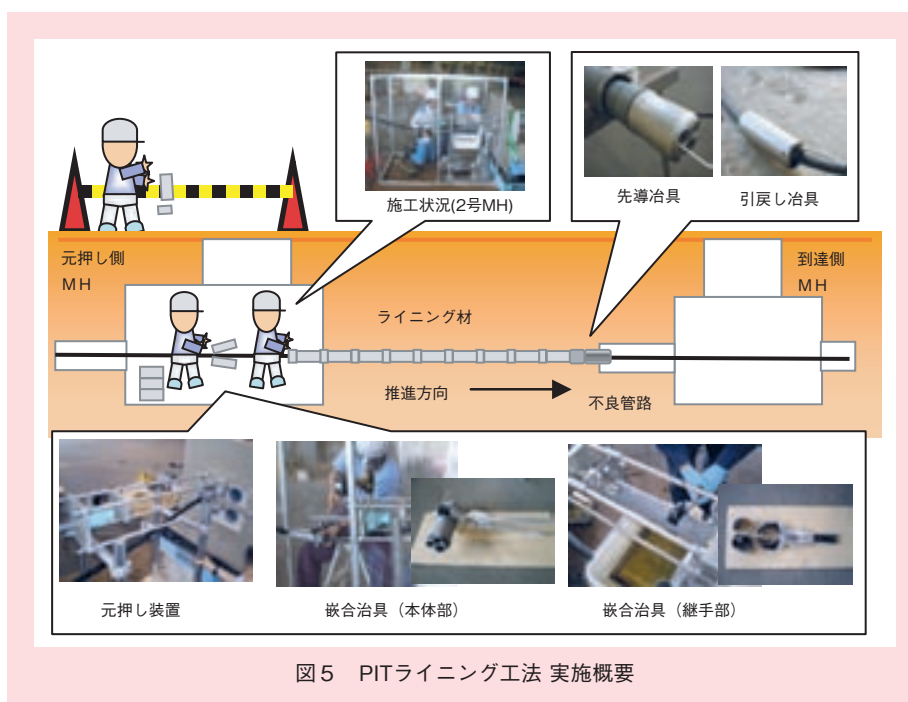 施工状況(2号MH)
先導冶具
引戻し冶具
元押し側
MH
到達側
MH
ライニング材
推進方向
不良管路
元押し装置
嵌合治具（本体部）
嵌合治具（継手部）
図5　PITライニング工法 実施概要